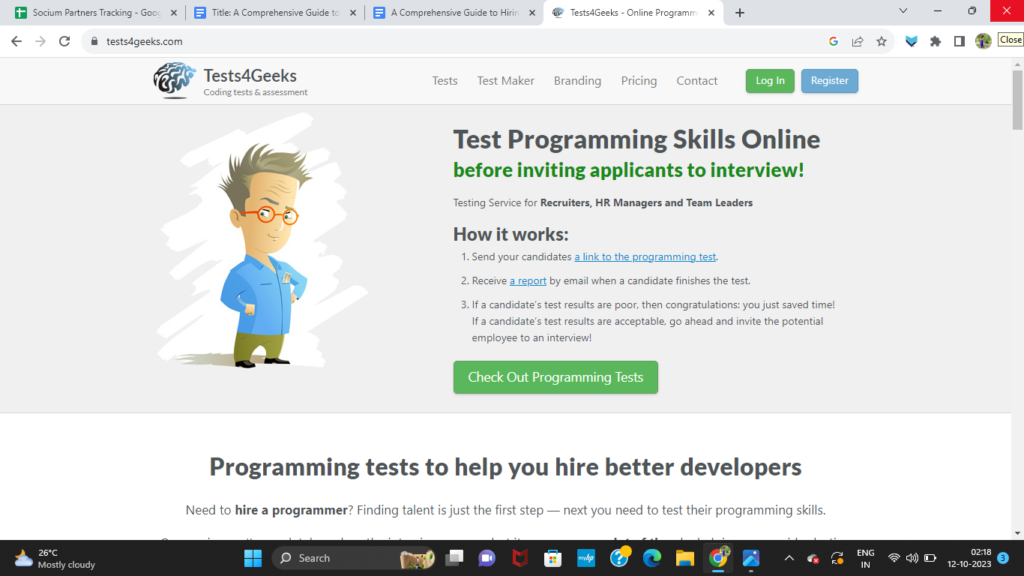 Socium Partners Tracking - Goo
Title: A Comprehensive Guide to
A Comprehensive Guide to Hirin
Tests4Geeks - Online Programm
tests4geeks.com
Close
Tests4Geeks
Coding tests & assessment
Tests
Test Maker
Branding
Pricing
Contact
Log In
Register
Test Programming Skills Online
before inviting applicants to interview!
Testing Service for Recruiters, HR Managers and Team Leaders
How it works:
1. Send your candidates a link to the programming test.
2. Receive a report by email when a candidate finishes the test.
3. If a candidate's test results are poor, then congratulations: you just saved time!
If a candidate's test results are acceptable, go ahead and invite the potential
employee to an interview!
Check Out Programming Tests
Programming tests to help you hire better developers
Need to hire a programmer? Finding talent is just the first step — next you need to test their programming skills.
26°C
Mostly cloudy
Search
ENG
IN
02:18
12-10-2023
3